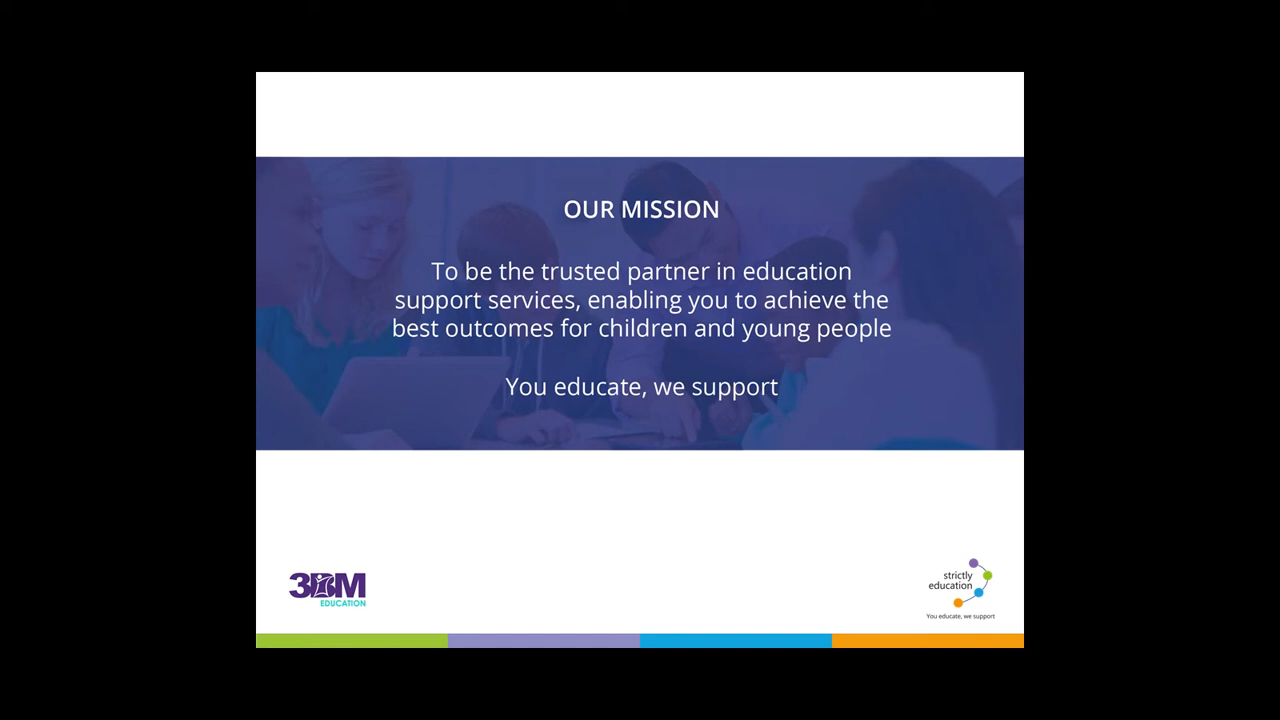 OUR MISSION
To be the trusted partner in education
support services, enabling you to achieve the
best outcomes for children and young people
You educate, we support
3BM
EDUCATION
strictly
education
You educate, we support